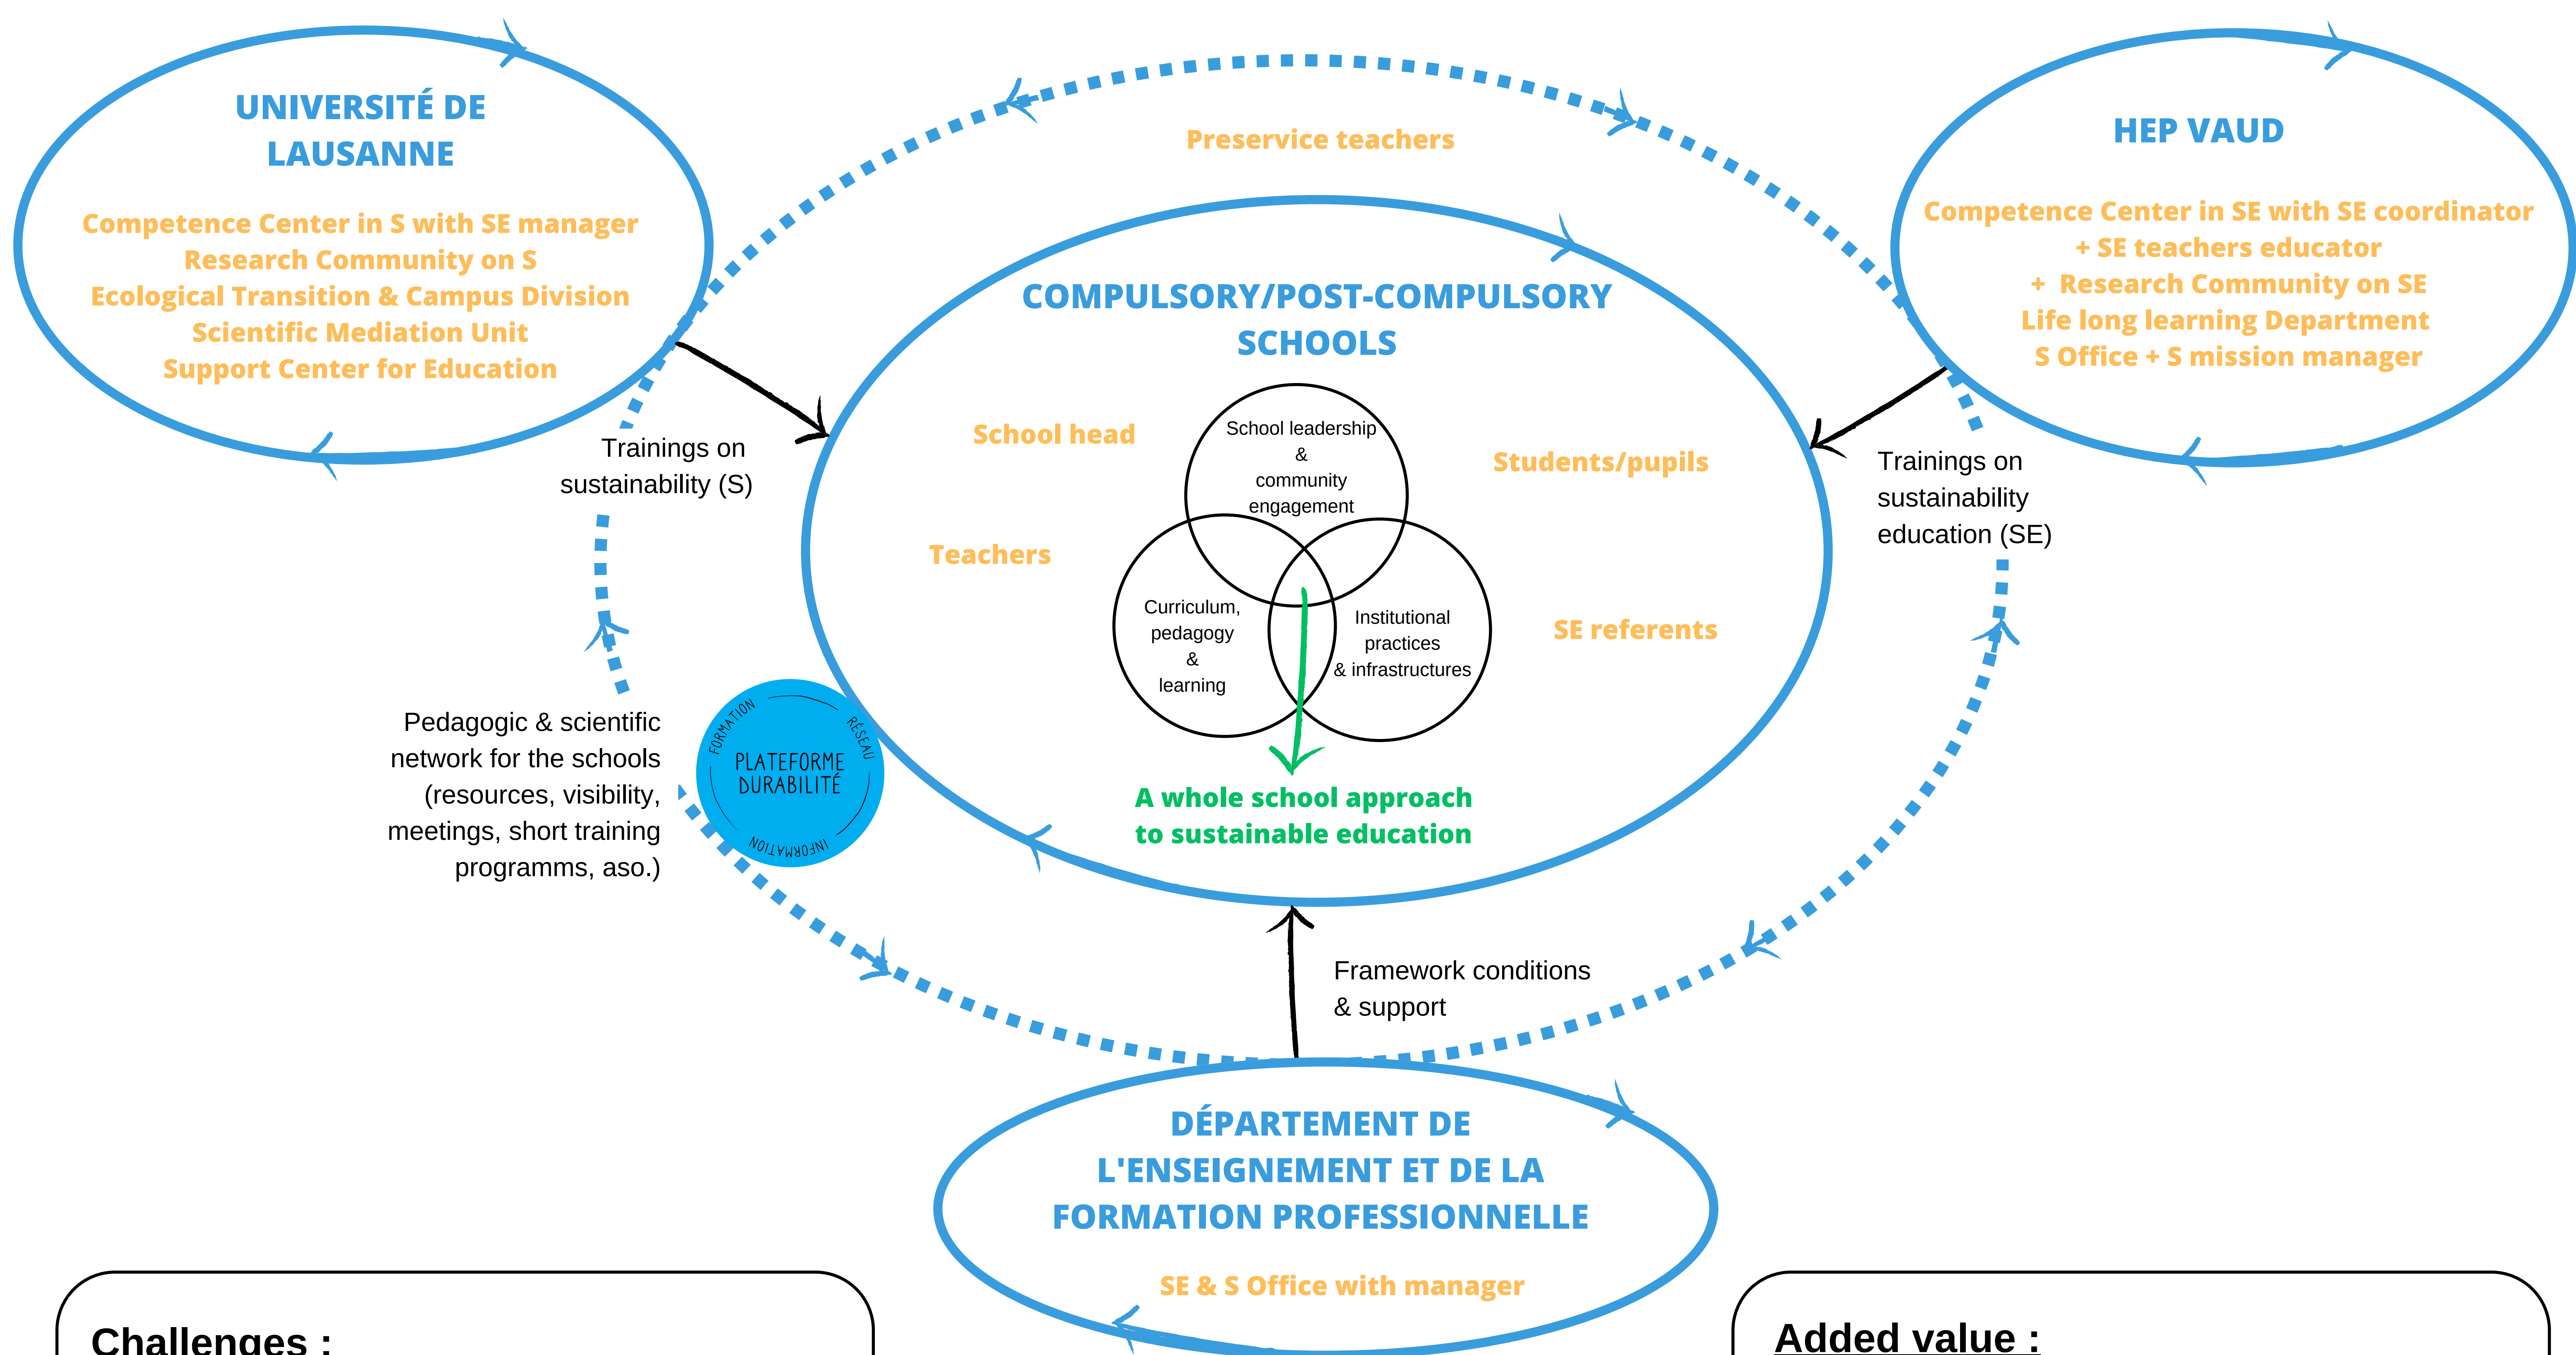 UNIVERSITÉ DE
LAUSANNE
Competence Center in S with SE manager
Research Community on S
Ecological Transition & Campus Division
Scientific Mediation Unit
Support Center for Education
Preservice teachers
HEP VAUD
Competence Center in SE with SE coordinator
+ SE teachers educator
+ Research Community on SE
Life long learning Department
S Office + S mission manager
COMPULSORY/POST-COMPULSORY
SCHOOLS
School head
Teachers
Students/pupils
SE referents
School leadership
&
community
engagement
Curriculum,
pedagogy
&
learning
Institutional
practices
& infrastructures
A whole school approach
to sustainable education
Trainings on
sustainability (S)
Trainings on
sustainability
education (SE)
Pedagogic & scientific
network for the schools
(resources, visibility,
meetings, short training
programms, aso.)
FORMATION
RÉSEAU
PLATEFORME
DURABILITÉ
INFORMATION
Framework conditions
& support
DÉPARTEMENT DE
L'ENSEIGNEMENT ET DE LA
FORMATION PROFESSIONNELLE
SE & S Office with manager
Challenges :
Added value :